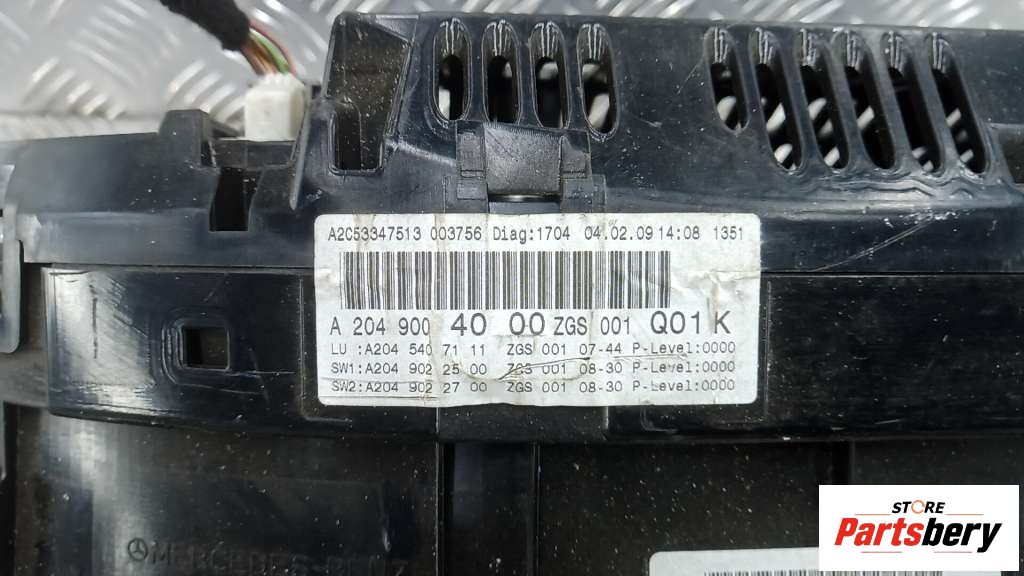 A2C53347513 003756 Diag:1704 04.02.09 14:08 1351
A 204 900 40 00 ZGS 001 Q01 K
LU :A204 540 71 11 ZGS 001 07-44 P-Level:0000
SW1:A204 902 25 00 ZGS 001 08-30 P-Level:0000
SW2:A204 902 27 00 ZGS 001 08-30 P-Level:0000
MERCEDES-BENZ
STORE
Partsbery